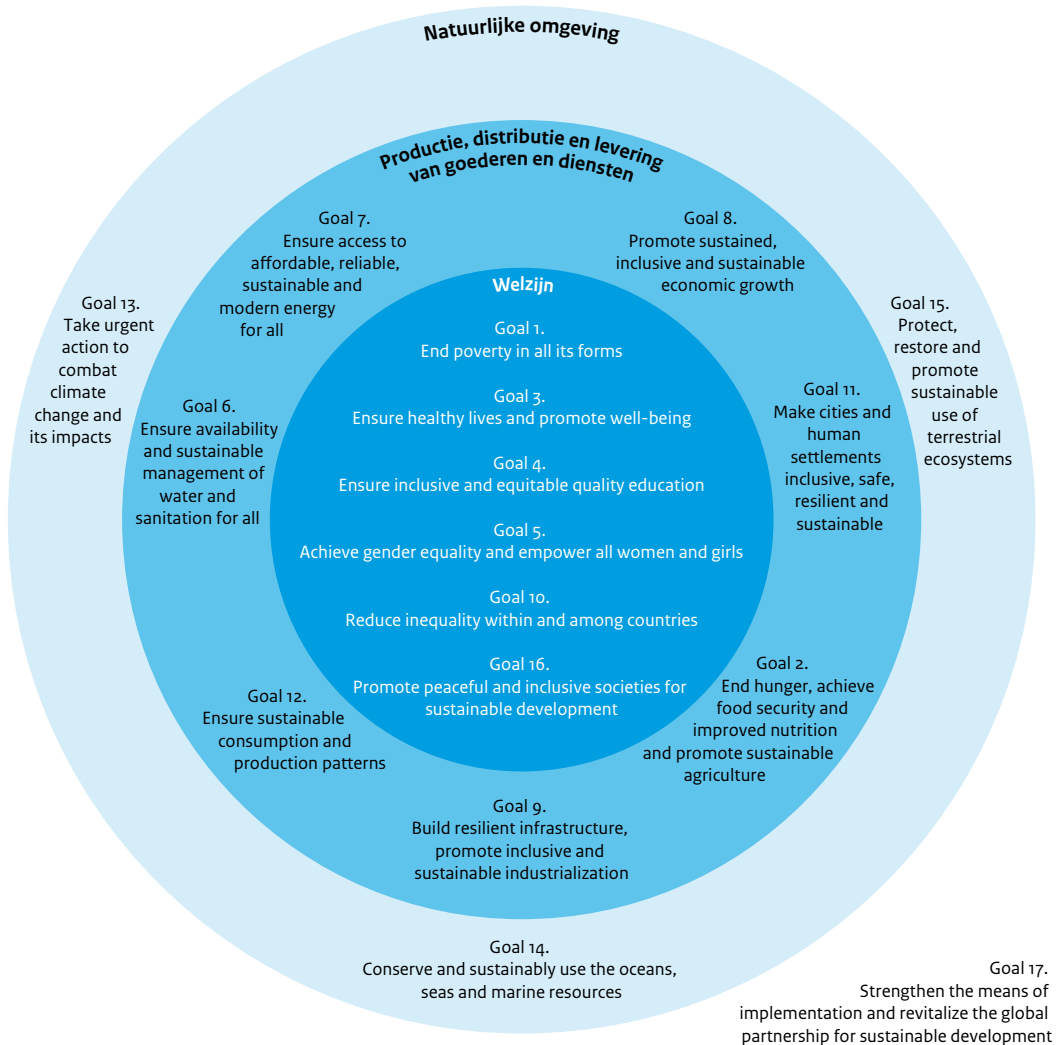 Natuurlijke omgeving
Productie, distributie en levering
van goederen en diensten
Goal 7.
Ensure access to
affordable, reliable,
sustainable and
modern energy
for all
Goal 8.
Promote sustained,
inclusive and sustainable
economic growth
Welzijn
Goal 1.
End poverty in all its forms
Goal 3.
Ensure healthy lives and promote well-being
Goal 4.
Ensure inclusive and equitable quality education
Goal 5.
Achieve gender equality and empower all women and girls
Goal 10.
Reduce inequality within and among countries
Goal 16.
Promote peaceful and inclusive societies for
sustainable development
Goal 13.
Take urgent
action to
combat
climate
change and
its impacts
Goal 15.
Protect,
restore and
promote
sustainable
use of
terrestrial
ecosystems
Goal 6.
Ensure availability
and sustainable
management of
water and
sanitation for all
Goal 11.
Make cities and
human
settlements
inclusive, safe,
resilient and
sustainable
Goal 12.
Ensure sustainable
consumption and
production patterns
Goal 2.
End hunger, achieve
food security and
improved nutrition
and promote sustainable
agriculture
Goal 9.
Build resilient infrastructure,
promote inclusive and
sustainable industrialization
Goal 14.
Conserve and sustainably use the oceans,
seas and marine resources
Goal 17.
Strengthen the means of
implementation and revitalize the global
partnership for sustainable development